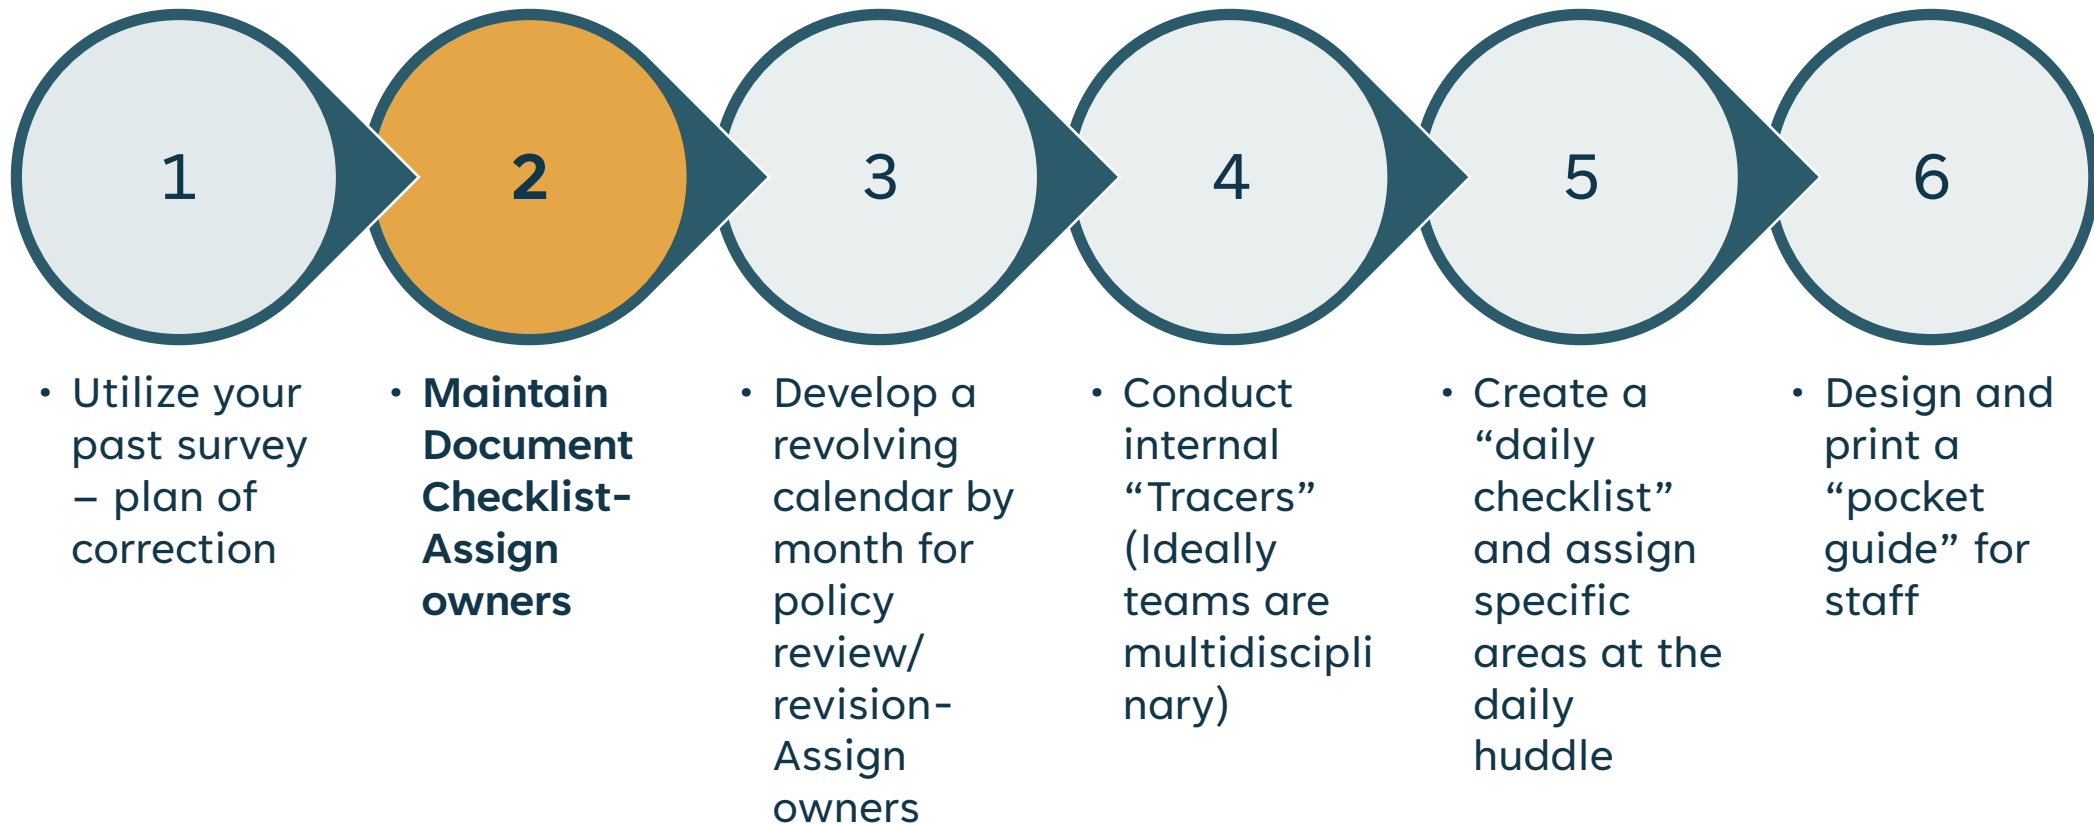 1
2
3
4
5
6
• Utilize your
past survey
– plan of
correction
• Maintain
Document
Checklist-
Assign
owners
• Develop a
revolving
calendar by
month for
policy
review/
revision-
Assign
owners
• Conduct
internal
“Tracers”
(Ideally
teams are
multidiscipli
nary)
• Create a
“daily
checklist”
and assign
specific
areas at the
daily
huddle
• Design and
print a
“pocket
guide” for
staff